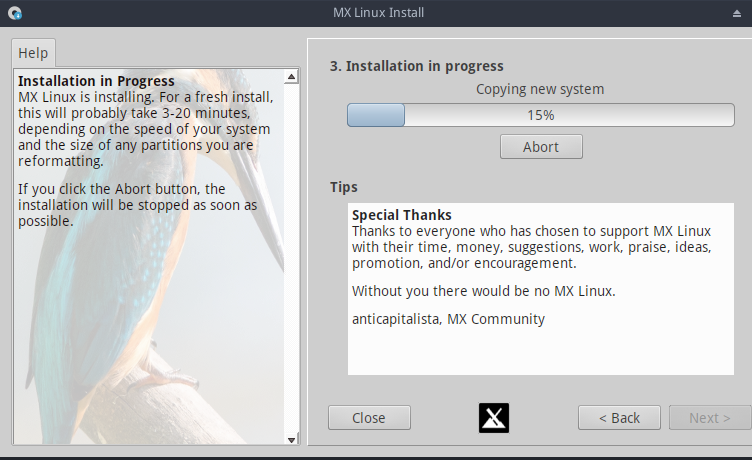 MX Linux Install
Help
Installation in Progress
MX Linux is installing. For a fresh install,
this will probably take 3-20 minutes,
depending on the speed of your system
and the size of any partitions you are
reformatting.
If you click the Abort button, the
installation will be stopped as soon as
possible.
3. Installation in progress
Copying new system
15%
Abort
Tips
Special Thanks
Thanks to everyone who has chosen to support MX Linux
with their time, money, suggestions, work, praise, ideas,
promotion, and/or encouragement.
Without you there would be no MX Linux.
anticapitalista, MX Community
Close
< Back
Next >